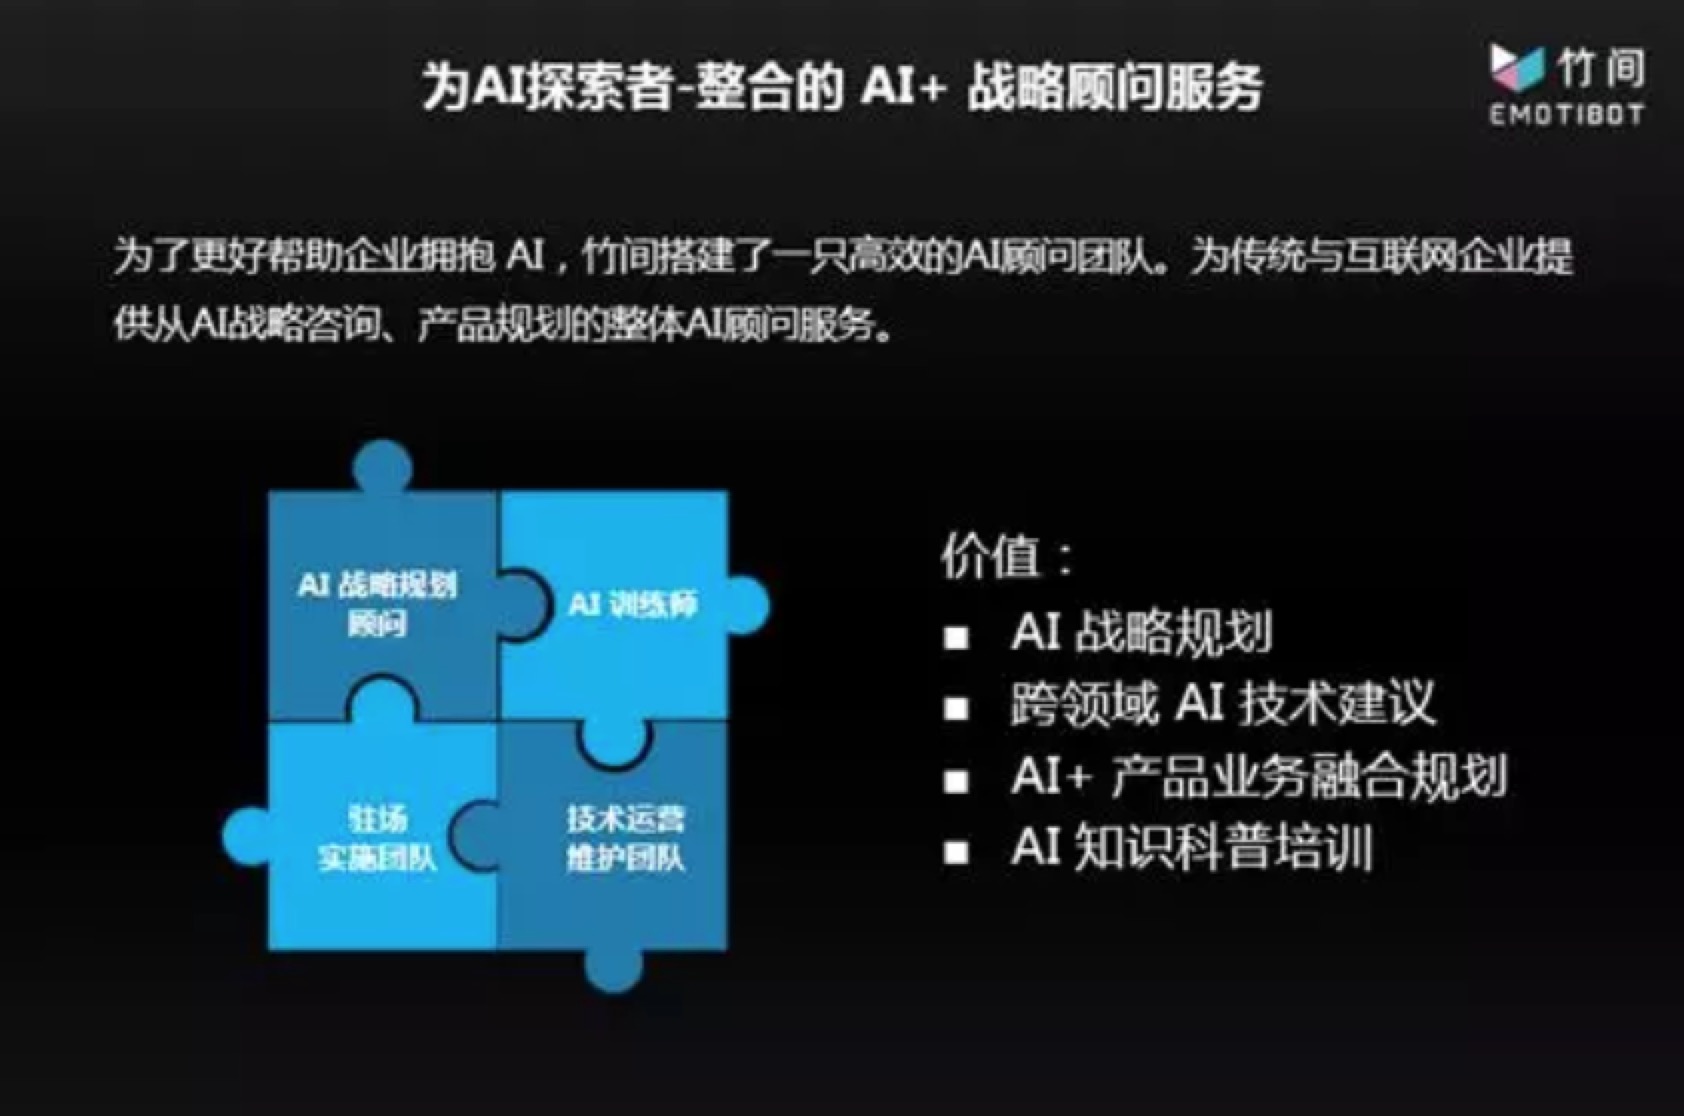 为AI探索者-整合的 AI+ 战略顾问服务
竹间
EMOTIBOT
为了更好帮助企业拥抱 AI，竹间搭建了一只高效的AI顾问团队。为传统与互联网企业提
供从AI战略咨询、产品规划的整体AI顾问服务。
AI 战略规划
顾问
AI 训练师
驻场
实施团队
技术运营
维护团队
价值：
■ AI 战略规划
■ 跨领域 AI 技术建议
■ AI+ 产品业务融合规划
■ AI 知识科普培训